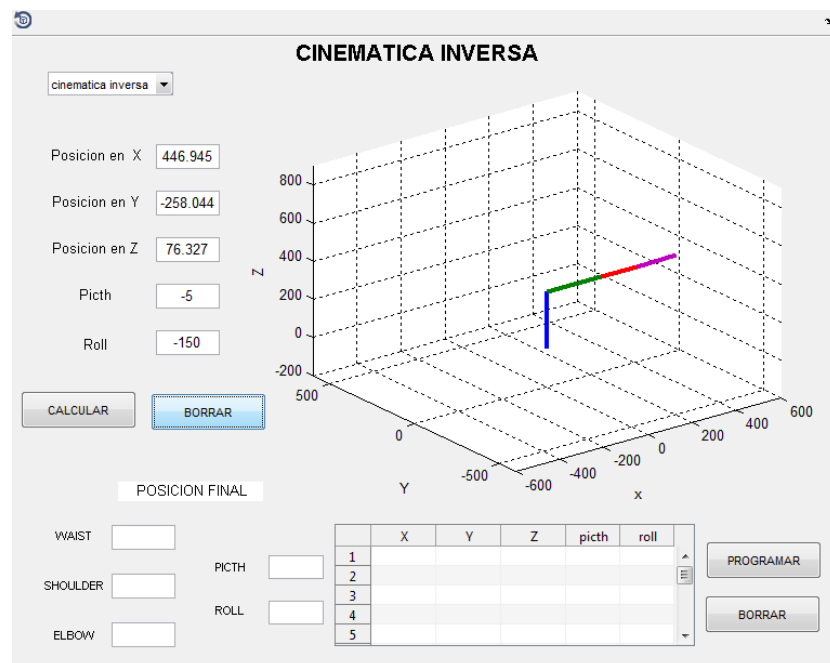 CINEMATICA INVERSA
cinematica inversa
Posicion en X 446.945
Posicion en Y -258.044
Posicion en Z 76.327
Picth -5
Roll -150
CALCULAR BORRAR
800
600
400
200
0
-200
Z
500
0
-500
Y
-600
-400
-200
0
200
400
600
x
POSICION FINAL
WAIST
SHOULDER
ELBOW
PICTH
ROLL
X Y Z picth roll
1
2
3
4
5
PROGRAMAR
BORRAR